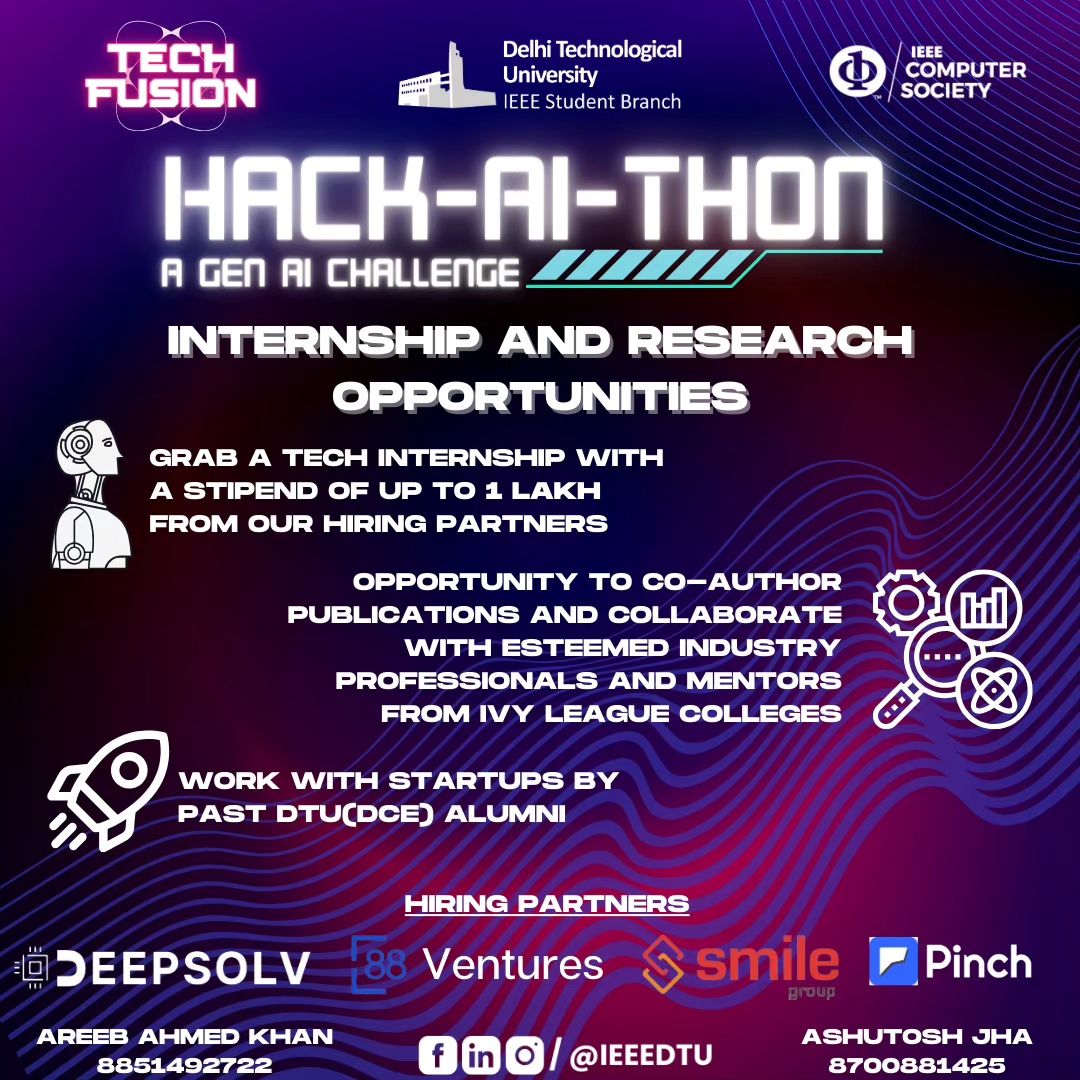 TECH
FUSION
Delhi Technological
University
IEEE Student Branch
IEEE
COMPUTER
SOCIETY
TM
HACK-AI-THON
A GEN AI CHALLENGE
INTERNSHIP AND RESEARCH
OPPORTUNITIES
GRAB A TECH INTERNSHIP WITH
A STIPEND OF UP TO 1 LAKH
FROM OUR HIRING PARTNERS
OPPORTUNITY TO CO-AUTHOR
PUBLICATIONS AND COLLABORATE
WITH ESTEEMED INDUSTRY
PROFESSIONALS AND MENTORS
FROM IVY LEAGUE COLLEGES
WORK WITH STARTUPS BY
PAST DTU(DCE) ALUMNI
HIRING PARTNERS
DEEPSOLV
88 Ventures
smile
group
Pinch
AREEB AHMED KHAN
8851492722
/ @IEEEDTU
ASHUTOSH JHA
8700881425